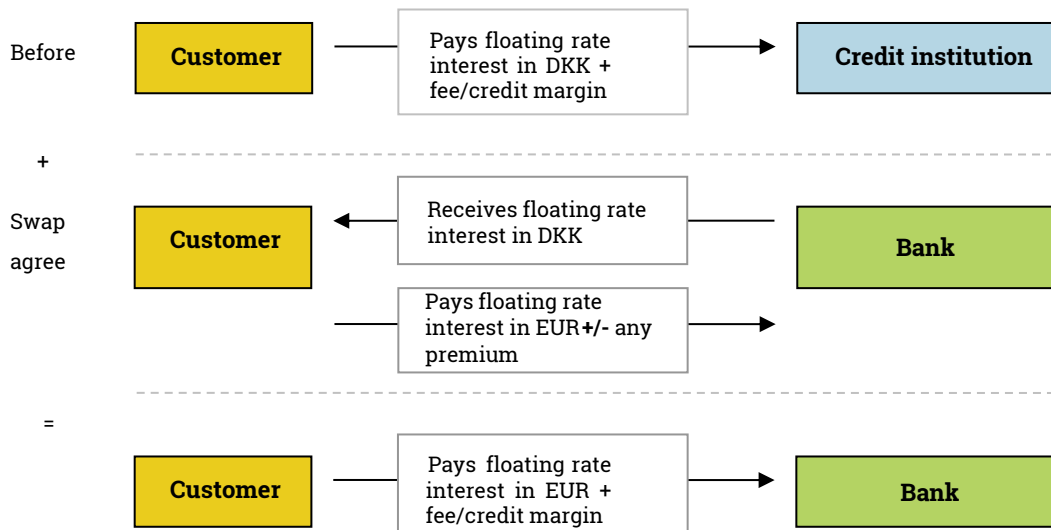 Before
Customer
Pays floating rate
interest in DKK +
fee/credit margin
Credit institution
+
Swap
agree
Customer
Receives floating rate
interest in DKK
Bank
Pays floating rate
interest in EUR+/- any
premium
=
Customer
Pays floating rate
interest in EUR +
fee/credit margin
Bank